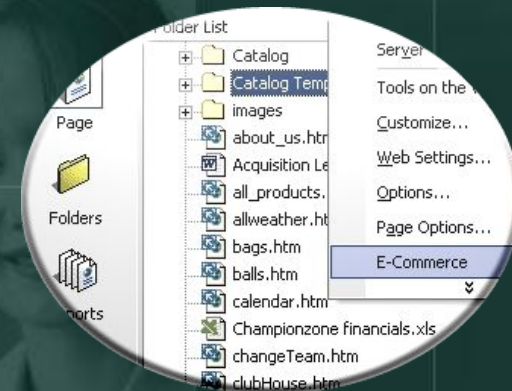 Folder List
Catalog
Catalog Temp
images
about_us.htm
Acquisition Le
all_products.
allweather.ht
bags.htm
balls.htm
calendar.htm
Championzone financials.xls
changeTeam.htm
clubHouse.htm
Page
Folders
Reports
Server
Tools on the
Customize...
Web Settings...
Options...
Page Options...
E-Commerce